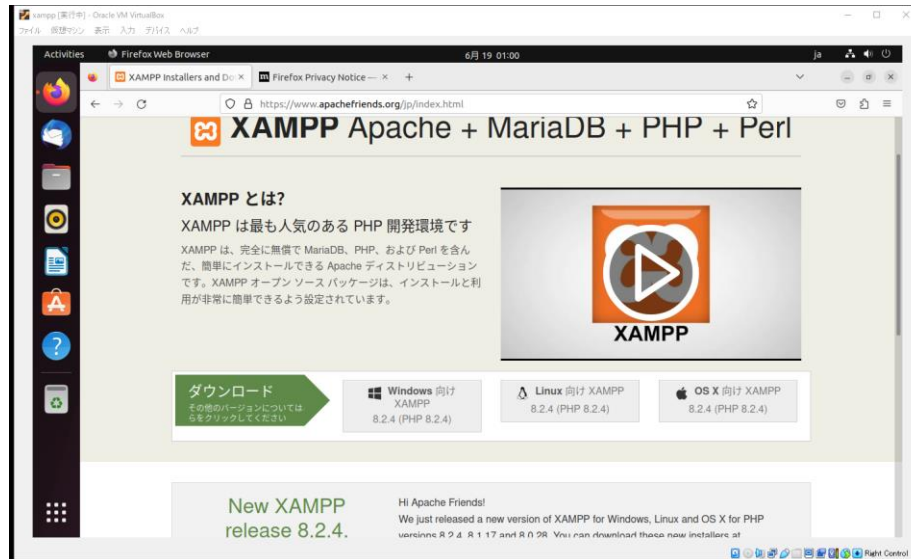 xampp [実行中] - Oracle VM VirtualBox
ファイル 仮想マシン 表示 入力 デバイス ヘルプ
Activities Firefox Web Browser 6月 19 01:00 ja
XAMPP Installers and Do × Firefox Privacy Notice — × +
https://www.apachefriends.org/jp/index.html
XAMPP Apache + MariaDB + PHP + Perl
XAMPP とは?
XAMPP は最も人気のある PHP 開発環境です
XAMPP は、完全に無償で MariaDB、PHP、および Perl を含ん
だ、簡単にインストールできる Apache ディストリビューション
です。XAMPP オープン ソース パッケージは、インストールと利
用が非常に簡単できるよう設定されています。
XAMPP
ダウンロード
その他のバージョンについては
らをクリックしてください
Windows 向け
XAMPP
8.2.4 (PHP 8.2.4)
Linux 向け XAMPP
8.2.4 (PHP 8.2.4)
OS X 向け XAMPP
8.2.4 (PHP 8.2.4)
New XAMPP
release 8.2.4.
Hi Apache Friends!
We just released a new version of XAMPP for Windows, Linux and OS X for PHP
versions 8.2.4, 8.1.17 and 8.0.28. You can download these new installers at
Right Control